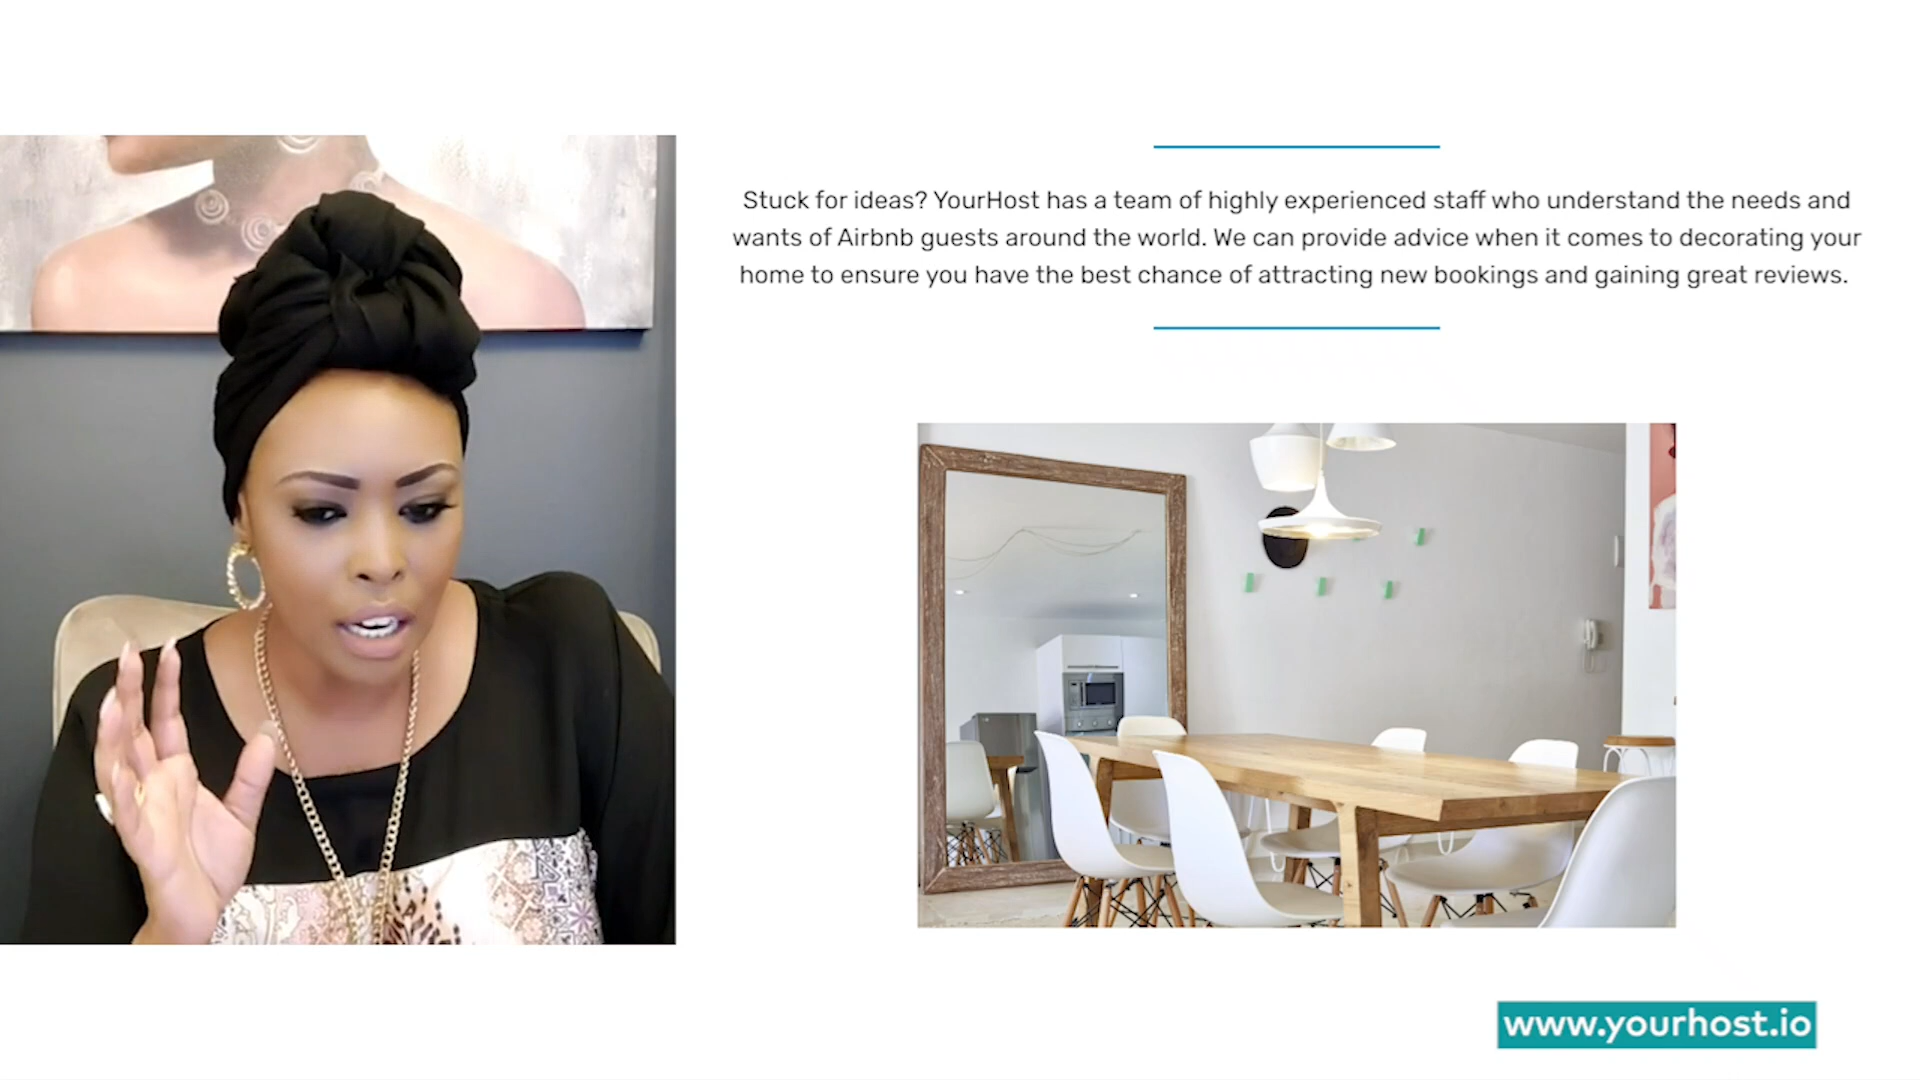 Stuck for ideas? YourHost has a team of highly experienced staff who understand the needs and
wants of Airbnb guests around the world. We can provide advice when it comes to decorating your
home to ensure you have the best chance of attracting new bookings and gaining great reviews.
www.yourhost.io